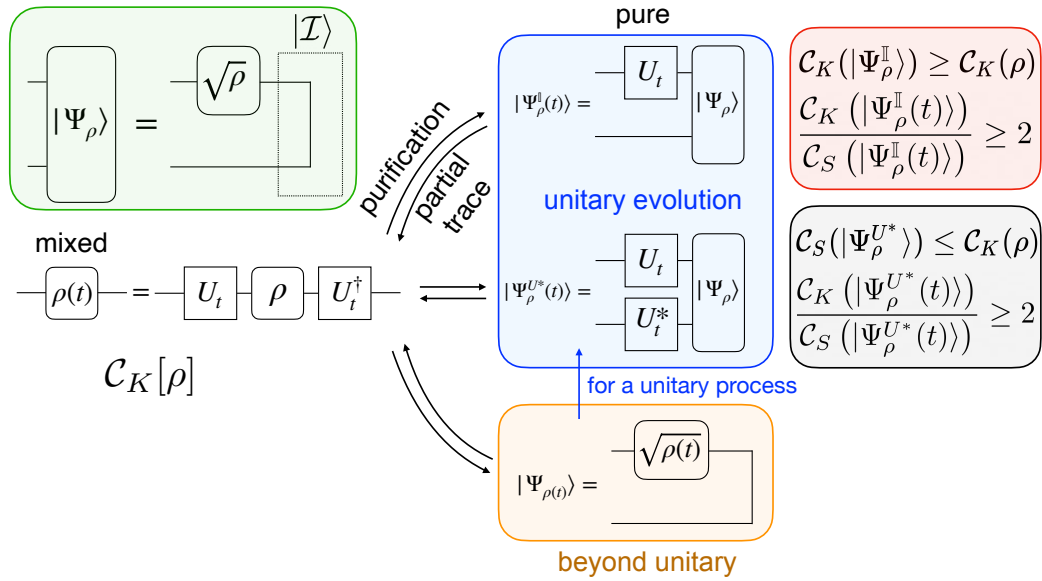 |ℐ⟩
|Ψ_ρ⟩ = √ρ
mixed
ρ(t) = U_t ρ U_t^†
𝒞_K[ρ]
purification
partial
trace
pure
|Ψ_ρ^𝕀(t)⟩ = U_t |Ψ_ρ⟩
unitary evolution
|Ψ_ρ^{U*}(t)⟩ = U_t U_t^* |Ψ_ρ⟩
for a unitary process
|Ψ_{ρ(t)}⟩ = √ρ(t)
beyond unitary
𝒞_K(|Ψ_ρ^𝕀⟩) ≥ 𝒞_K(ρ)
𝒞_K (|Ψ_ρ^𝕀(t)⟩)
𝒞_S (|Ψ_ρ^𝕀(t)⟩) ≥ 2
𝒞_S(|Ψ_ρ^{U*}⟩) ≤ 𝒞_K(ρ)
𝒞_K (|Ψ_ρ^{U*}(t)⟩)
𝒞_S (|Ψ_ρ^{U*}(t)⟩) ≥ 2